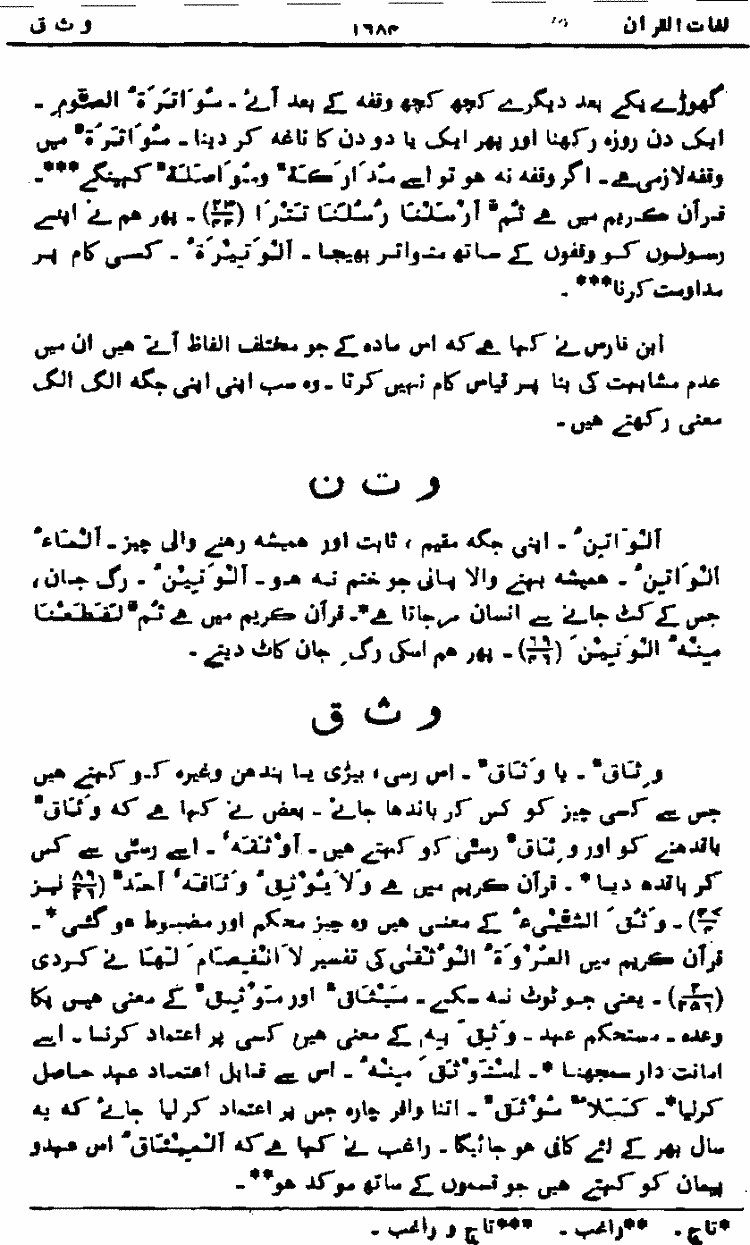 لغات القرآن ۱۶۸۴ و ث ق
گھوڑے یکے بعد دیگرے کچھ کچھ وقفہ کے بعد آئے ۔ مُوَاتَرَۃُ الصَّوْمِ ۔
ایک دن روزہ رکھنا اور پھر ایک یا دو دن کا ناغہ کر دینا ۔ مُوَاتَرَۃٌ میں
وقفہ لازمی ہے ۔ اگر وقفہ نہ ہو تو اسے مُدَارَکَۃٌ و مُوَاصَلَۃٌ کہینگے *** ۔
قرآن کریم میں ہے ثُمَّ اَرْسَلْنَا رُسُلَنَا تَتْرَا (۲۳/۴۴) ۔ پھر ہم نے اپنے
رسولوں کو وقفوں کے ساتھ متواتر بھیجا ۔ اَلْوَتِیْرَۃُ ۔ کسی کام پر
مداومت کرنا *** ۔
ابن فارس نے کہا ہے کہ اس مادہ کے جو مختلف الفاظ آتے ہیں ان میں
عدم مشابہت کی بنا پر قیاس کام نہیں کرتا ۔ وہ سب اپنی اپنی جگہ الگ الگ
معنی رکھتے ہیں ۔
و ت ن
اَلْوَاتِنُ ۔ اپنی جگہ مقیم ، ثابت اور ہمیشہ رہنے والی چیز ۔ اَلْمَاءُ
الْوَاتِنُ ۔ ہمیشہ بہنے والا پانی جو ختم نہ ہو ۔ اَلْوَتِیْنُ ۔ رگ جان ،
جس کے کٹ جانے سے انسان مرجاتا ہے * ۔ قرآن کریم میں ہے ثُمَّ لَقَطَعْنَا
مِنْہُ الْوَتِیْنَ (۶۹/۴۶) ۔ پھر ہم اسکی رگِ جان کاٹ دیتے ۔
و ث ق
وِثَاقٌ ۔ یا وَثَاقٌ ۔ اس رسی ، بیڑی یا بندھن وغیرہ کو کہتے ہیں
جس سے کسی چیز کو کس کر باندھا جائے ۔ بعض نے کہا ہے کہ وَثَاقٌ
باندھنے کو اور وِثَاقٌ رسّی کو کہتے ہیں ۔ اَوْثَقَہٗ ۔ اسے رسّی سے کس
کر باندھ دیا * ۔ قرآن کریم میں ہے وَلَا یُوْثِقُ وَثَاقَہٗ اَحَدٌ (۸۹/۲۶ نیز
۴۷/۴) ۔ وَثُقَ الشَّیْءُ کے معنی ہیں وہ چیز محکم اور مضبوط ہو گئی * ۔
قرآن کریم میں الْعُرْوَۃُ الْوُثْقٰی کی تفسیر لَا انْفِصَامَ لَہَا نے کردی
(۲/۲۵۶) ۔ یعنی جو ٹوٹ نہ سکے ۔ مِیْثَاقٌ اور مَوْثِقٌ کے معنی ہیں پکا
وعدہ ۔ مستحکم عہد ۔ وَثِقَ بِہٖ کے معنی ہیں کسی پر اعتماد کرنا ۔ اسے
امانت دار سمجھنا * ۔ اِسْتَوْثَقَ مِنْہُ ۔ اس سے قابل اعتماد عہد حاصل
کرلیا * ۔ کَلَاٌ مُوْثَقٌ ۔ اتنا وافر چارہ جس پر اعتماد کرلیا جائے کہ یہ
سال بھر کے لئے کافی ہو جائیگا ۔ راغب نے کہا ہے کہ اَلْمِیْثَاقُ اس عہدو
پیمان کو کہتے ہیں جو قسموں کے ساتھ موکد ہو ** ۔
*تاج ۔ **راغب ۔ ***تاج و راغب ۔